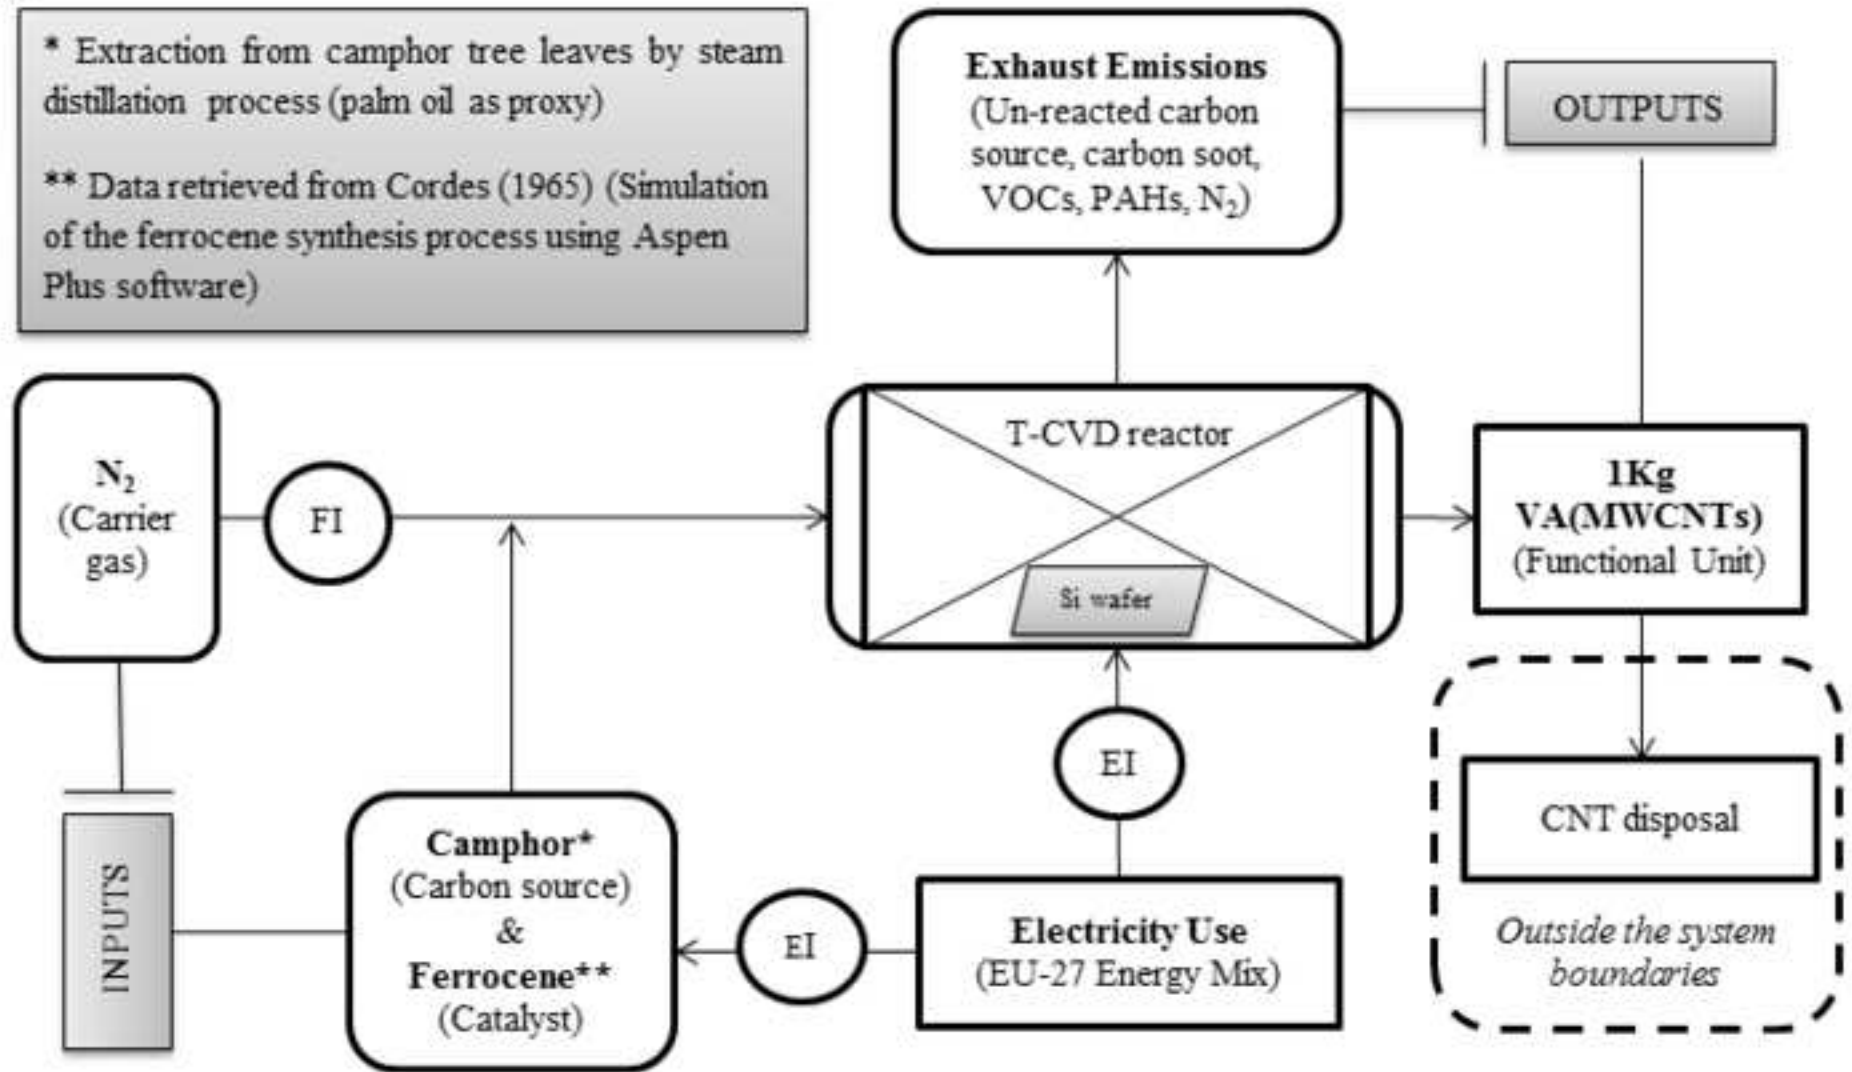 * Extraction from camphor tree leaves by steam
distillation process (palm oil as proxy)
** Data retrieved from Cordes (1965) (Simulation
of the ferrocene synthesis process using Aspen
Plus software)
Exhaust Emissions
(Un-reacted carbon
source, carbon soot,
VOCs, PAHs, N₂)
OUTPUTS
N₂
(Carrier
gas)
FI
T-CVD reactor
Si wafer
1Kg
VA(MWCNTs)
(Functional Unit)
EI
CNT disposal
Outside the system
boundaries
INPUTS
Camphor*
(Carbon source)
&
Ferrocene**
(Catalyst)
EI
Electricity Use
(EU-27 Energy Mix)